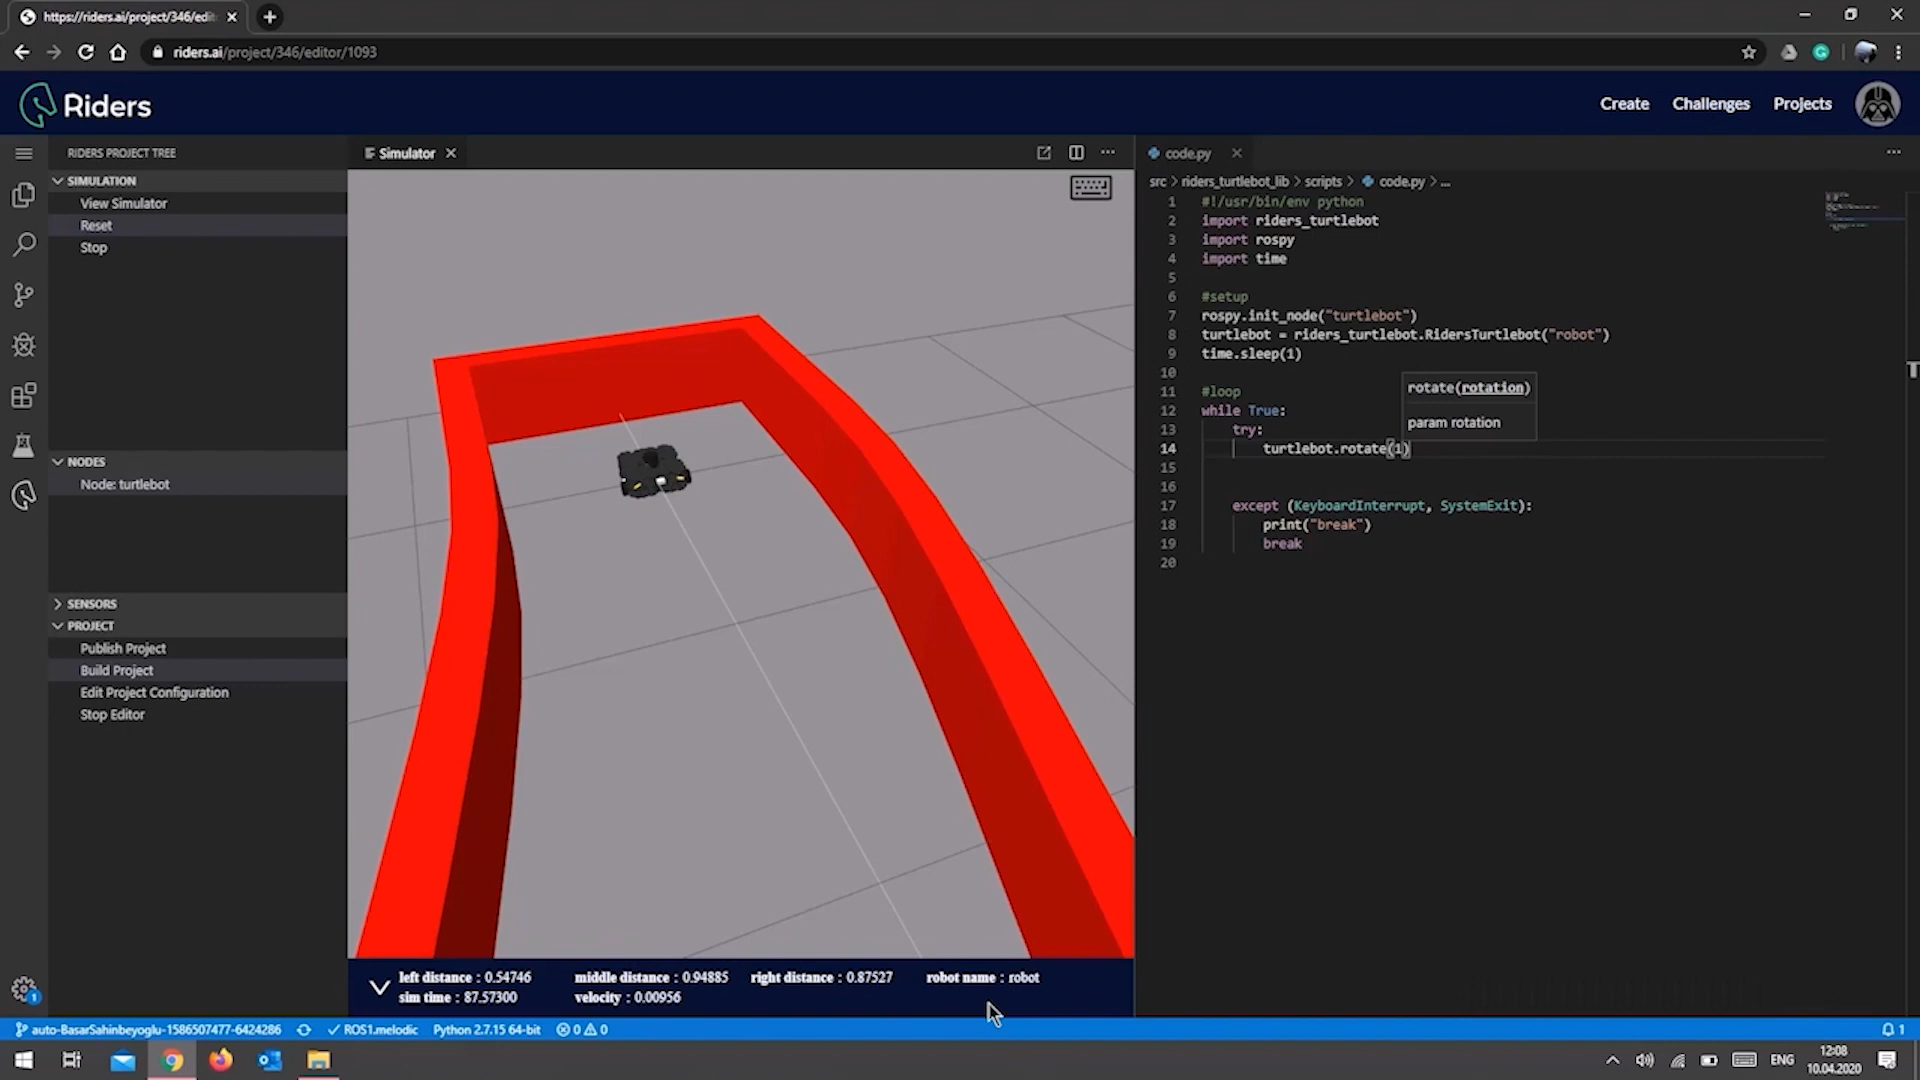 https://riders.ai/project/346/edit
riders.ai/project/346/editor/1093
Riders
Create
Challenges
Projects
RIDERS PROJECT TREE
SIMULATION
View Simulator
Reset
Stop
NODES
Node: turtlebot
SENSORS
PROJECT
Publish Project
Build Project
Edit Project Configuration
Stop Editor
Simulator
left distance : 0.54746
middle distance : 0.94885
right distance : 0.87527
robot name : robot
sim time : 87.57300
velocity : 0.00956
code.py
src > riders_turtlebot_lib > scripts > code.py > ...
1 #!/usr/bin/env python
2 import riders_turtlebot
3 import rospy
4 import time
5
6 #setup
7 rospy.init_node("turtlebot")
8 turtlebot = riders_turtlebot.RidersTurtlebot("robot")
9 time.sleep(1)
10
11 #loop
12 while True:
13 try:
14 turtlebot.rotate(1)
15
16
17 except (KeyboardInterrupt, SystemExit):
18 print("break")
19 break
20
rotate(rotation)
param rotation
auto-BasarSahinbeyoglu-1586507477-6424286
ROS1.melodic
Python 2.7.15 64-bit
0 0
1
1
ENG
12:08
10.04.2020